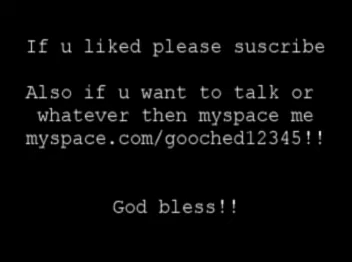 If u liked please suscribe
Also if u want to talk or
whatever then myspace me
myspace.com/gooched12345!!
God bless!!